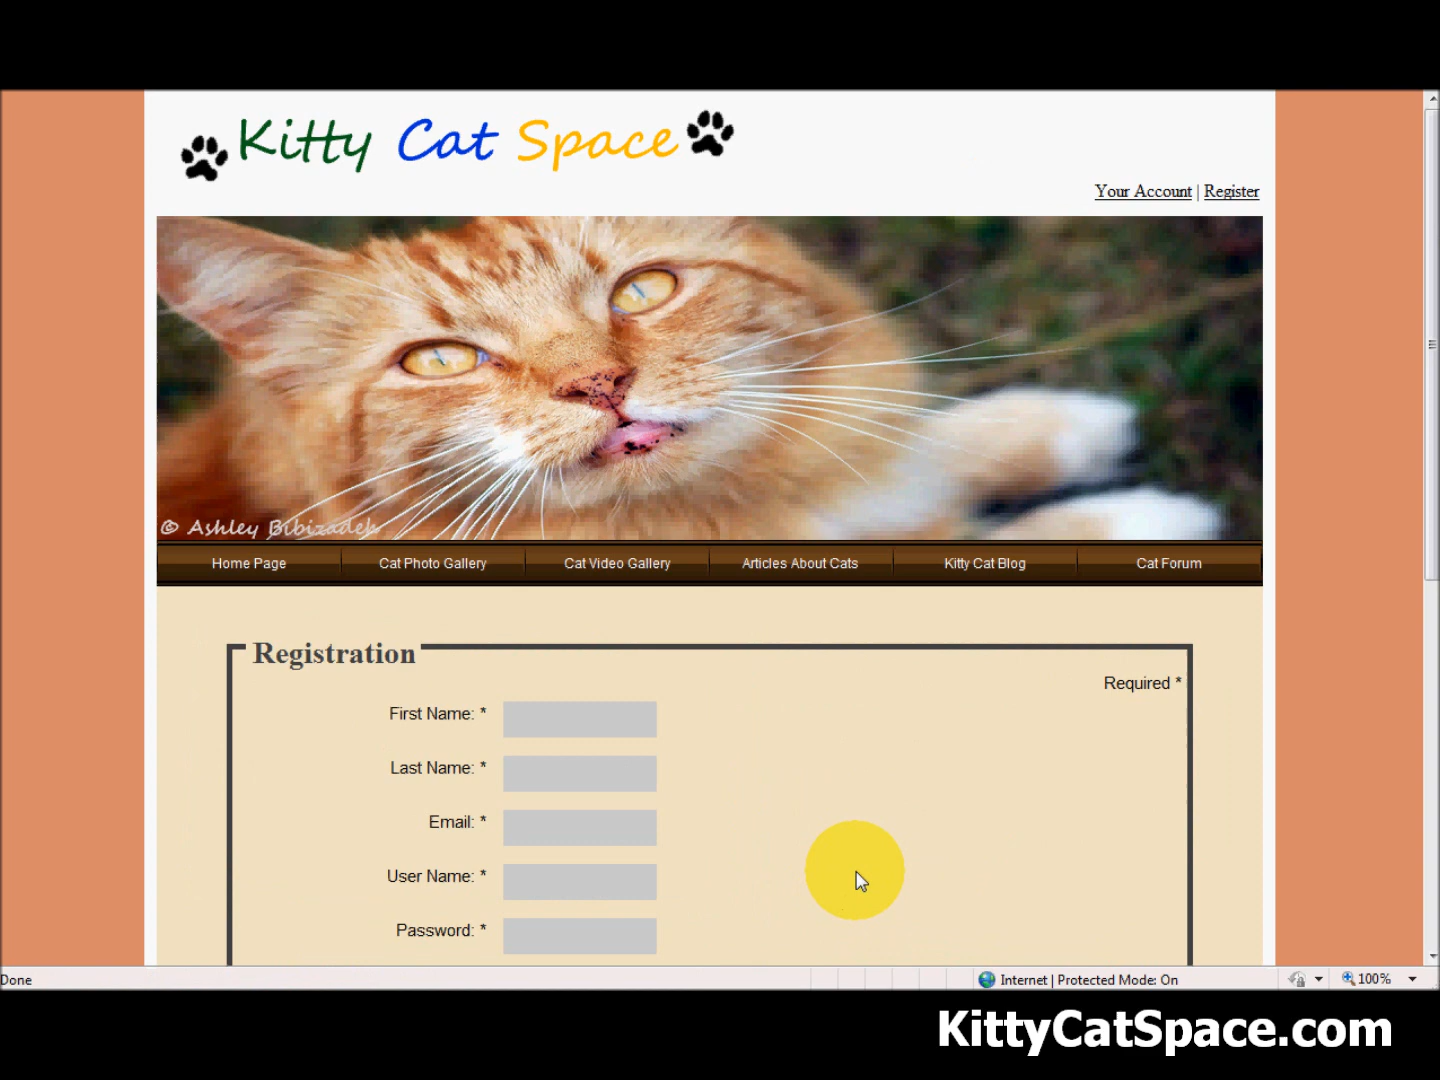 Kitty Cat Space
Your Account | Register
© Ashley Bibizadeh
Home Page
Cat Photo Gallery
Cat Video Gallery
Articles About Cats
Kitty Cat Blog
Cat Forum
Registration
Required *
First Name: *
Last Name: *
Email: *
User Name: *
Password: *
Done
Internet | Protected Mode: On
100%
KittyCatSpace.com